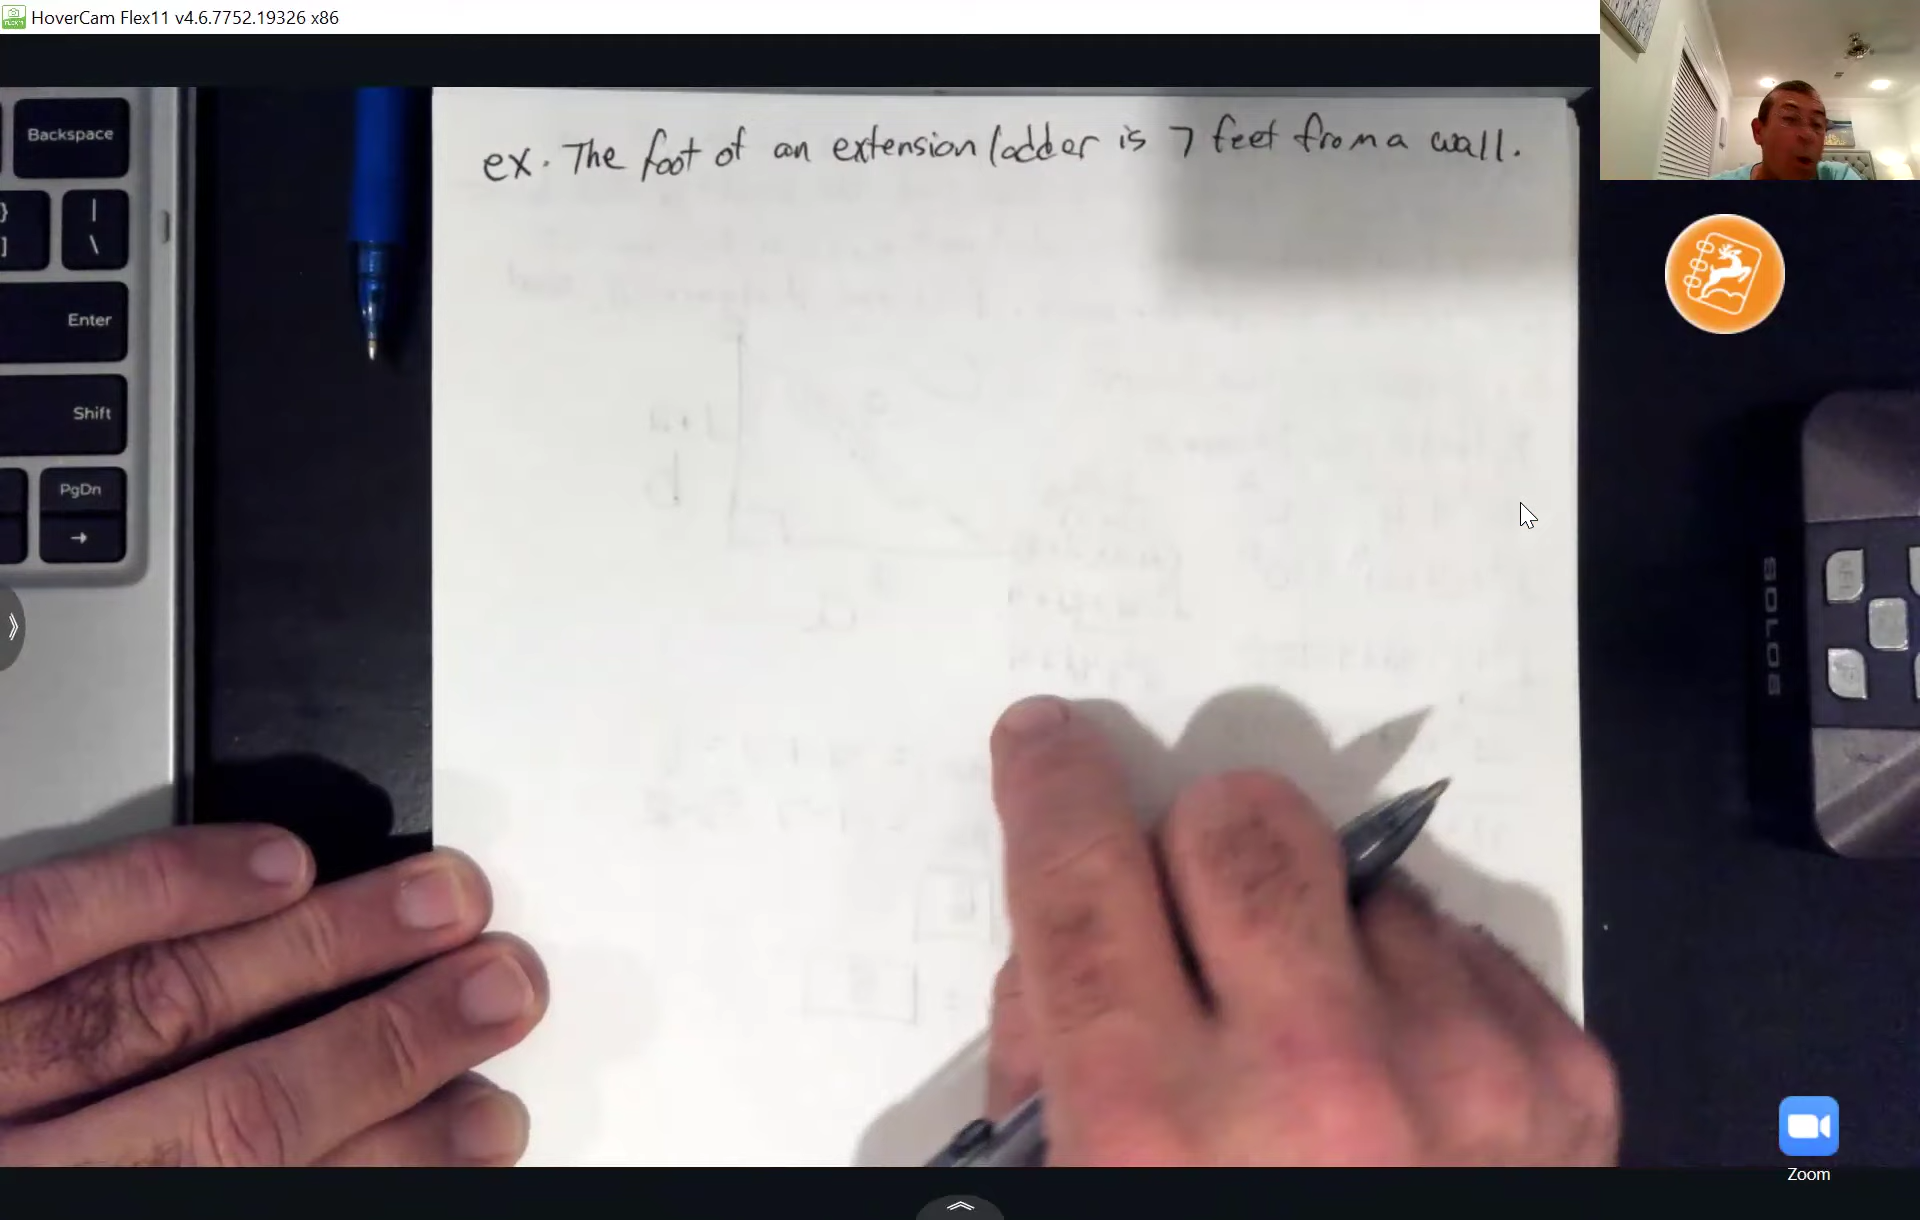 HoverCam Flex11 v4.6.7752.19326 x86
ex. The foot of an extension ladder is 7 feet from a wall.
Backspace
} |
] \
Enter
Shift
PgDn
→
SOLOS
Zoom